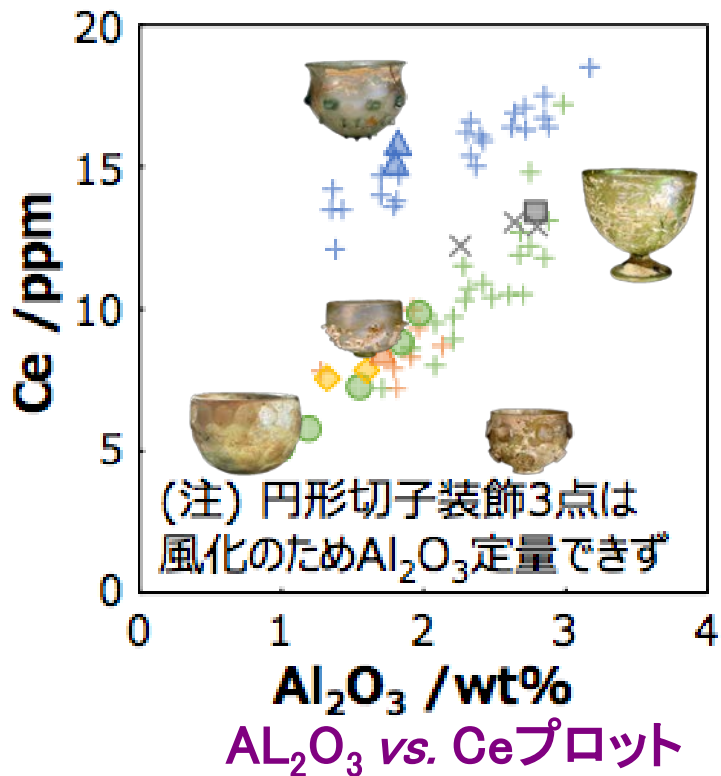 20
15
10
5
0
Ce /ppm
(注) 円形切子装飾3点は
風化のためAl₂O₃定量できず
0 1 2 3 4
Al₂O₃ /wt%
AL₂O₃ vs. Ceプロット